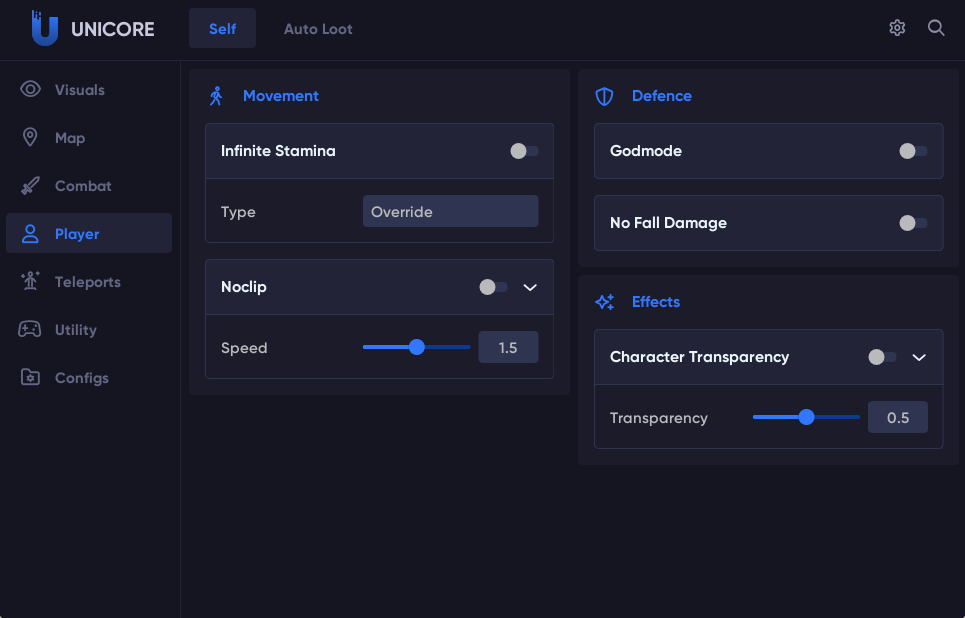 UNICORE
Self
Auto Loot
Visuals
Map
Combat
Player
Teleports
Utility
Configs
Movement
Infinite Stamina
Type
Override
Noclip
Speed
1.5
Defence
Godmode
No Fall Damage
Effects
Character Transparency
Transparency
0.5